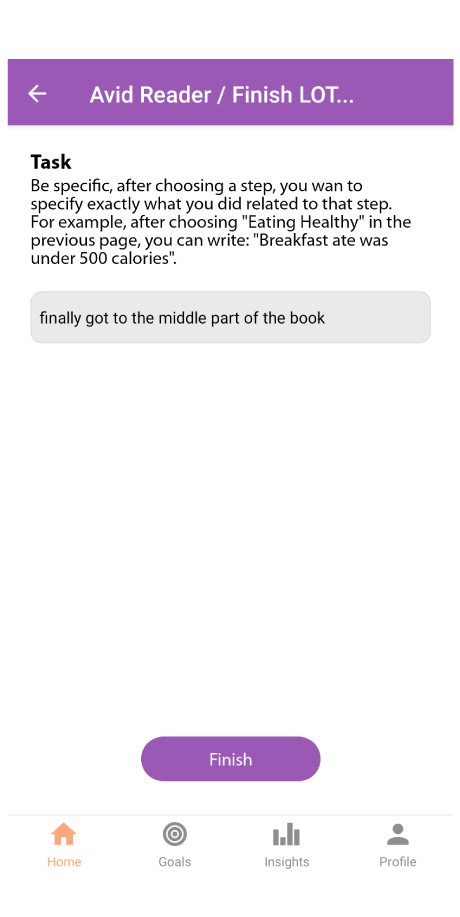 Avid Reader / Finish LOT...
Task
Be specific, after choosing a step, you wan to
specify exactly what you did related to that step.
For example, after choosing "Eating Healthy" in the
previous page, you can write: "Breakfast ate was
under 500 calories".
finally got to the middle part of the book
Finish
Home Goals Insights Profile